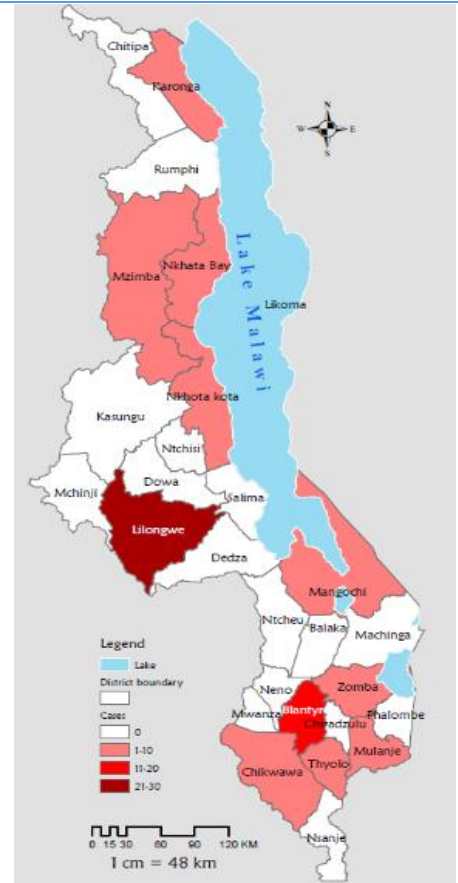 Chitipa
Karonga
N
W E
S
Rumphi
Lake Malawi
Nkhata Bay
Mzimba
Likoma
Nkhota kota
Kasungu
Ntchisi
Dowa
Mchinji
Salima
Lilongwe
Dedza
Mangochi
Ntcheu
Balaka
Machinga
Neno
Zomba
Blantyre
Mwanza
Chiradzulu
Phalombe
Mulanje
Thyolo
Chikwawa
Nsanje
Legend
Lake
District boundary
Cases
0
1-10
11-20
21-30
0 15 30 60 90 120 KM
1 cm = 48 km